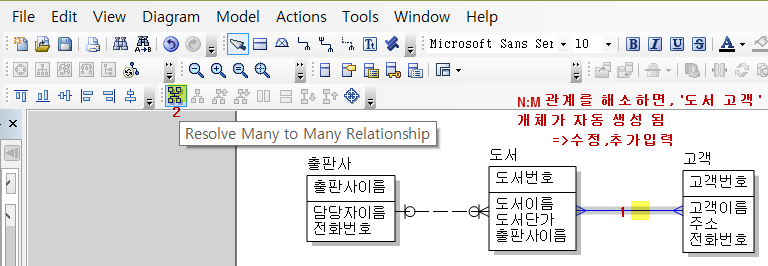 File Edit View Diagram Model Actions Tools Window Help
Microsoft Sans Ser 10 B I U A
N:M 관계를 해소하면, '도서 고객'
개체가 자동 생성 됨
=>수정,추가입력
2
Resolve Many to Many Relationship
출판사
출판사이름
담당자이름
전화번호
도서
도서번호
도서이름
도서단가
출판사이름
1
고객
고객번호
고객이름
주소
전화번호